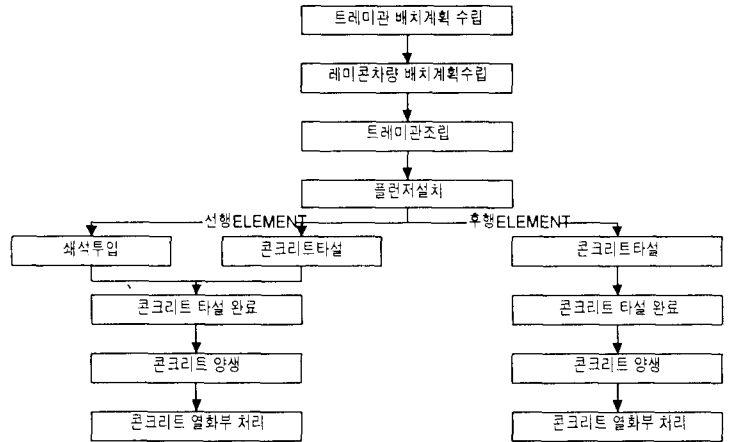 트레미관 배치계획 수립
레미콘차량 배치계획수립
트레미관조립
플런저설치
선행ELEMENT
후행ELEMENT
쇄석투입
콘크리트타설
콘크리트타설
콘크리트 타설 완료
콘크리트 타설 완료
콘크리트 양생
콘크리트 양생
콘크리트 열화부 처리
콘크리트 열화부 처리